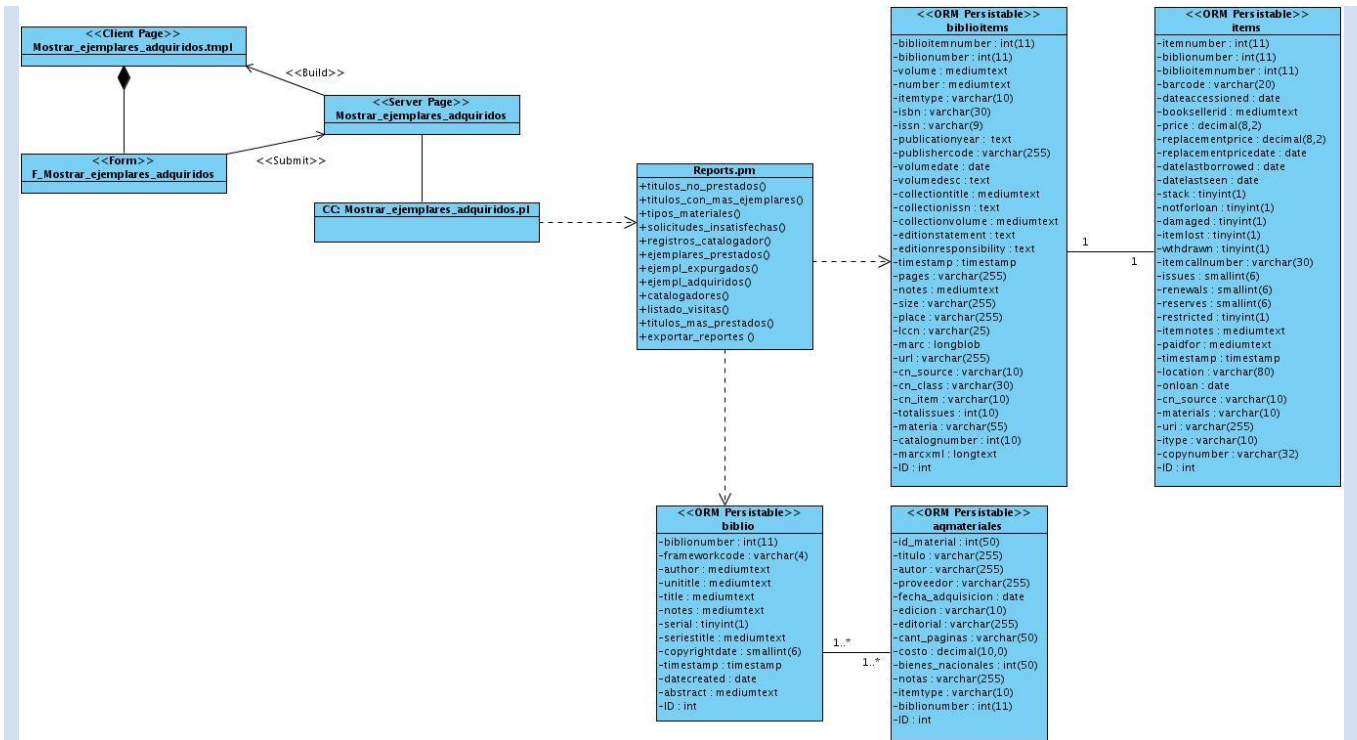 <<Client Page>>
Mostrar_ejemplares_adquiridos.tmpl
<<Build>>
<<Server Page>>
Mostrar_ejemplares_adquiridos
<<Form>>
F_Mostrar_ejemplares_adquiridos
<<Submit>>
CC: Mostrar_ejemplares_adquiridos.pl
Reports.pm
+titulos_no_prestados()
+titulos_con_mas_ejemplares()
+tipos_materiales()
+solicitudes_insatisfechas()
+registros_catalogador()
+ejemplares_prestados()
+ejempl_expurgados()
+ejempl_adquiridos()
+catalogadores()
+listado_visitas()
+titulos_mas_prestados()
+exportar_reportes ()
<<ORM Persistable>>
biblioitems
-biblioitemnumber : int(11)
-biblionumber : int(11)
-volume : mediumtext
-number : mediumtext
-itemtype : varchar(10)
-isbn : varchar(30)
-issn : varchar(9)
-publicationyear : text
-publishercode : varchar(255)
-volumedate : date
-volumedesc : text
-collectiontitle : mediumtext
-collectionissn : text
-collectionvolume : mediumtext
-editionstatement : text
-editionresponsibility : text
-timestamp : timestamp
-pages : varchar(255)
-notes : mediumtext
-size : varchar(255)
-place : varchar(255)
-lccn : varchar(25)
-marc : longblob
-url : varchar(255)
-cn_source : varchar(10)
-cn_class : varchar(30)
-cn_item : varchar(10)
-totalissues : int(10)
-materia : varchar(55)
-catalognumber : int(10)
-marcxml : longtext
-ID : int
1
1
<<ORM Persistable>>
items
-itemnumber : int(11)
-biblionumber : int(11)
-biblioitemnumber : int(11)
-barcode : varchar(20)
-dateaccessioned : date
-booksellerid : mediumtext
-price : decimal(8,2)
-replacementprice : decimal(8,2)
-replacementpricedate : date
-datelastborrowed : date
-datelastseen : date
-stack : tinyint(1)
-notforloan : tinyint(1)
-damaged : tinyint(1)
-itemlost : tinyint(1)
-wthdrawn : tinyint(1)
-itemcallnumber : varchar(30)
-issues : smallint(6)
-renewals : smallint(6)
-reserves : smallint(6)
-restricted : tinyint(1)
-itemnotes : mediumtext
-paidfor : mediumtext
-timestamp : timestamp
-location : varchar(80)
-onloan : date
-cn_source : varchar(10)
-materials : varchar(10)
-uri : varchar(255)
-itype : varchar(10)
-copynumber : varchar(32)
-ID : int
<<ORM Persistable>>
biblio
-biblionumber : int(11)
-frameworkcode : varchar(4)
-author : mediumtext
-unititle : mediumtext
-title : mediumtext
-notes : mediumtext
-serial : tinyint(1)
-seriestitle : mediumtext
-copyrightdate : smallint(6)
-timestamp : timestamp
-datecreated : date
-abstract : mediumtext
-ID : int
1..*
1..*
<<ORM Persistable>>
aqmateriales
-id_material : int(50)
-titulo : varchar(255)
-autor : varchar(255)
-proveedor : varchar(255)
-fecha_adquisicion : date
-edicion : varchar(10)
-editorial : varchar(255)
-cant_paginas : varchar(50)
-costo : decimal(10,0)
-bienes_nacionales : int(50)
-notas : varchar(255)
-itemtype : varchar(10)
-biblionumber : int(11)
-ID : int